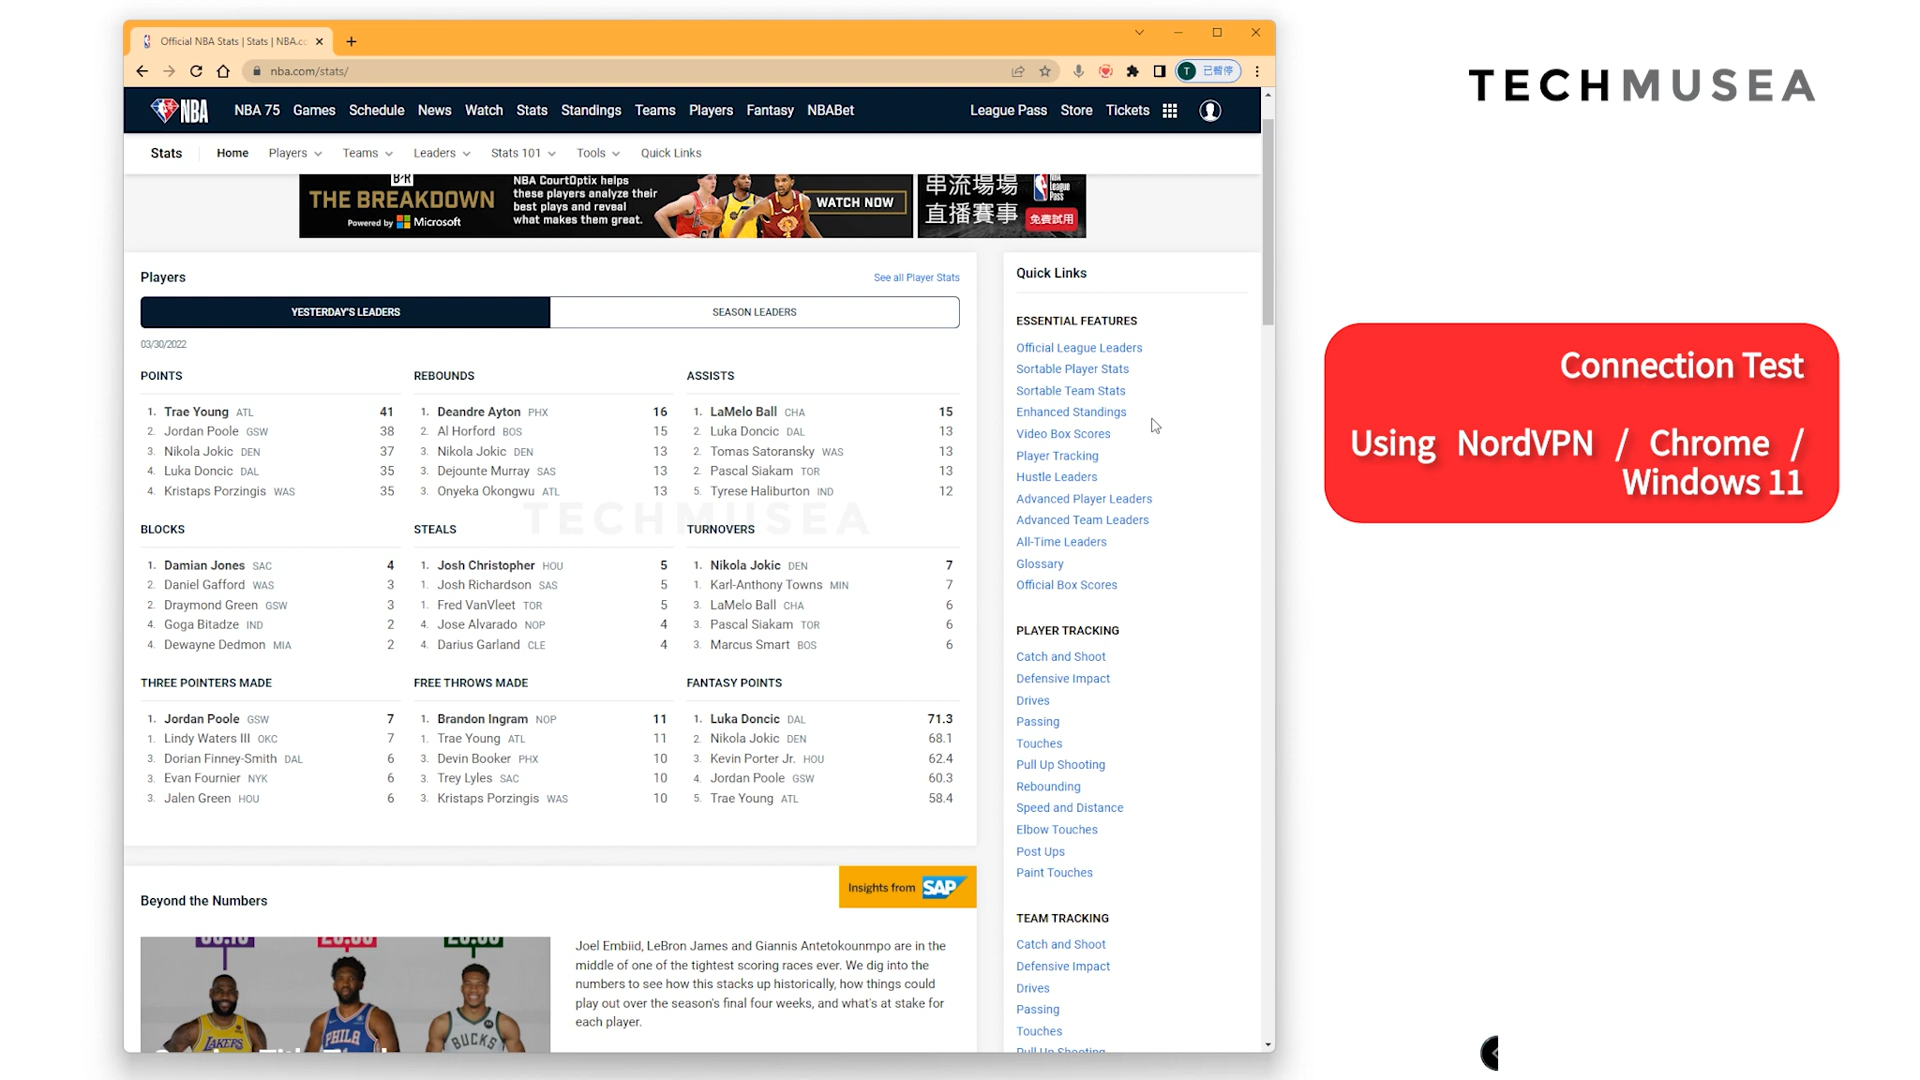 Official NBA Stats | Stats | NBA.cc
TECHMUSEA
nba.com/stats/
T 已暫停
NBA
NBA 75 Games Schedule News Watch Stats Standings Teams Players Fantasy NBABet League Pass Store Tickets
Stats Home Players Teams Leaders Stats 101 Tools Quick Links
B/R
THE BREAKDOWN
Powered by Microsoft
NBA CourtOptix helps
these players analyze their
best plays and reveal
what makes them great.
WATCH NOW
串流場場
直播賽事
NBA
League
Pass
免費試用
Players
See all Player Stats
YESTERDAY'S LEADERS
SEASON LEADERS
03/30/2022
POINTS
1. Trae Young ATL 41
2. Jordan Poole GSW 38
3. Nikola Jokic DEN 37
4. Luka Doncic DAL 35
4. Kristaps Porzingis WAS 35
REBOUNDS
1. Deandre Ayton PHX 16
2. Al Horford BOS 15
3. Nikola Jokic DEN 13
3. Dejounte Murray SAS 13
3. Onyeka Okongwu ATL 13
ASSISTS
1. LaMelo Ball CHA 15
2. Luka Doncic DAL 13
2. Tomas Satoransky WAS 13
2. Pascal Siakam TOR 13
5. Tyrese Haliburton IND 12
TECHMUSEA
BLOCKS
1. Damian Jones SAC 4
2. Daniel Gafford WAS 3
2. Draymond Green GSW 3
4. Goga Bitadze IND 2
4. Dewayne Dedmon MIA 2
STEALS
1. Josh Christopher HOU 5
1. Josh Richardson SAS 5
1. Fred VanVleet TOR 5
4. Jose Alvarado NOP 4
4. Darius Garland CLE 4
TURNOVERS
1. Nikola Jokic DEN 7
1. Karl-Anthony Towns MIN 7
3. LaMelo Ball CHA 6
3. Pascal Siakam TOR 6
3. Marcus Smart BOS 6
THREE POINTERS MADE
1. Jordan Poole GSW 7
1. Lindy Waters III OKC 7
3. Dorian Finney-Smith DAL 6
3. Evan Fournier NYK 6
3. Jalen Green HOU 6
FREE THROWS MADE
1. Brandon Ingram NOP 11
1. Trae Young ATL 11
3. Devin Booker PHX 10
3. Trey Lyles SAC 10
3. Kristaps Porzingis WAS 10
FANTASY POINTS
1. Luka Doncic DAL 71.3
2. Nikola Jokic DEN 68.1
3. Kevin Porter Jr. HOU 62.4
4. Jordan Poole GSW 60.3
5. Trae Young ATL 58.4
Beyond the Numbers
Insights from SAP
LAKERS
PHILA
BUCKS
Joel Embiid, LeBron James and Giannis Antetokounmpo are in the
middle of one of the tightest scoring races ever. We dig into the
numbers to see how this stacks up historically, how things could
play out over the season's final four weeks, and what's at stake for
each player.
Quick Links
ESSENTIAL FEATURES
Official League Leaders
Sortable Player Stats
Sortable Team Stats
Enhanced Standings
Video Box Scores
Player Tracking
Hustle Leaders
Advanced Player Leaders
Advanced Team Leaders
All-Time Leaders
Glossary
Official Box Scores
PLAYER TRACKING
Catch and Shoot
Defensive Impact
Drives
Passing
Touches
Pull Up Shooting
Rebounding
Speed and Distance
Elbow Touches
Post Ups
Paint Touches
TEAM TRACKING
Catch and Shoot
Defensive Impact
Drives
Passing
Touches
Pull Up Shooting
Connection Test
Using NordVPN / Chrome /
Windows 11